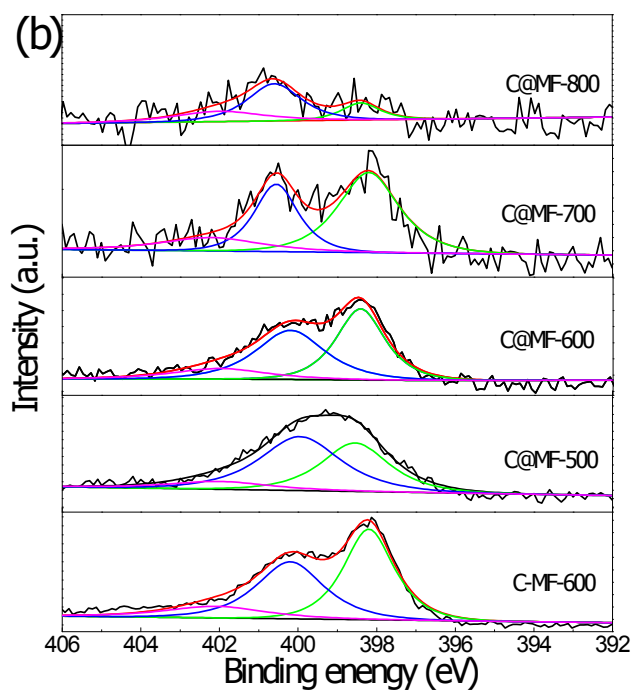 (b)
C@MF-800
C@MF-700
C@MF-600
C@MF-500
C-MF-600
Intensity (a.u.)
406 404 402 400 398 396 394 392
Binding energy (eV)